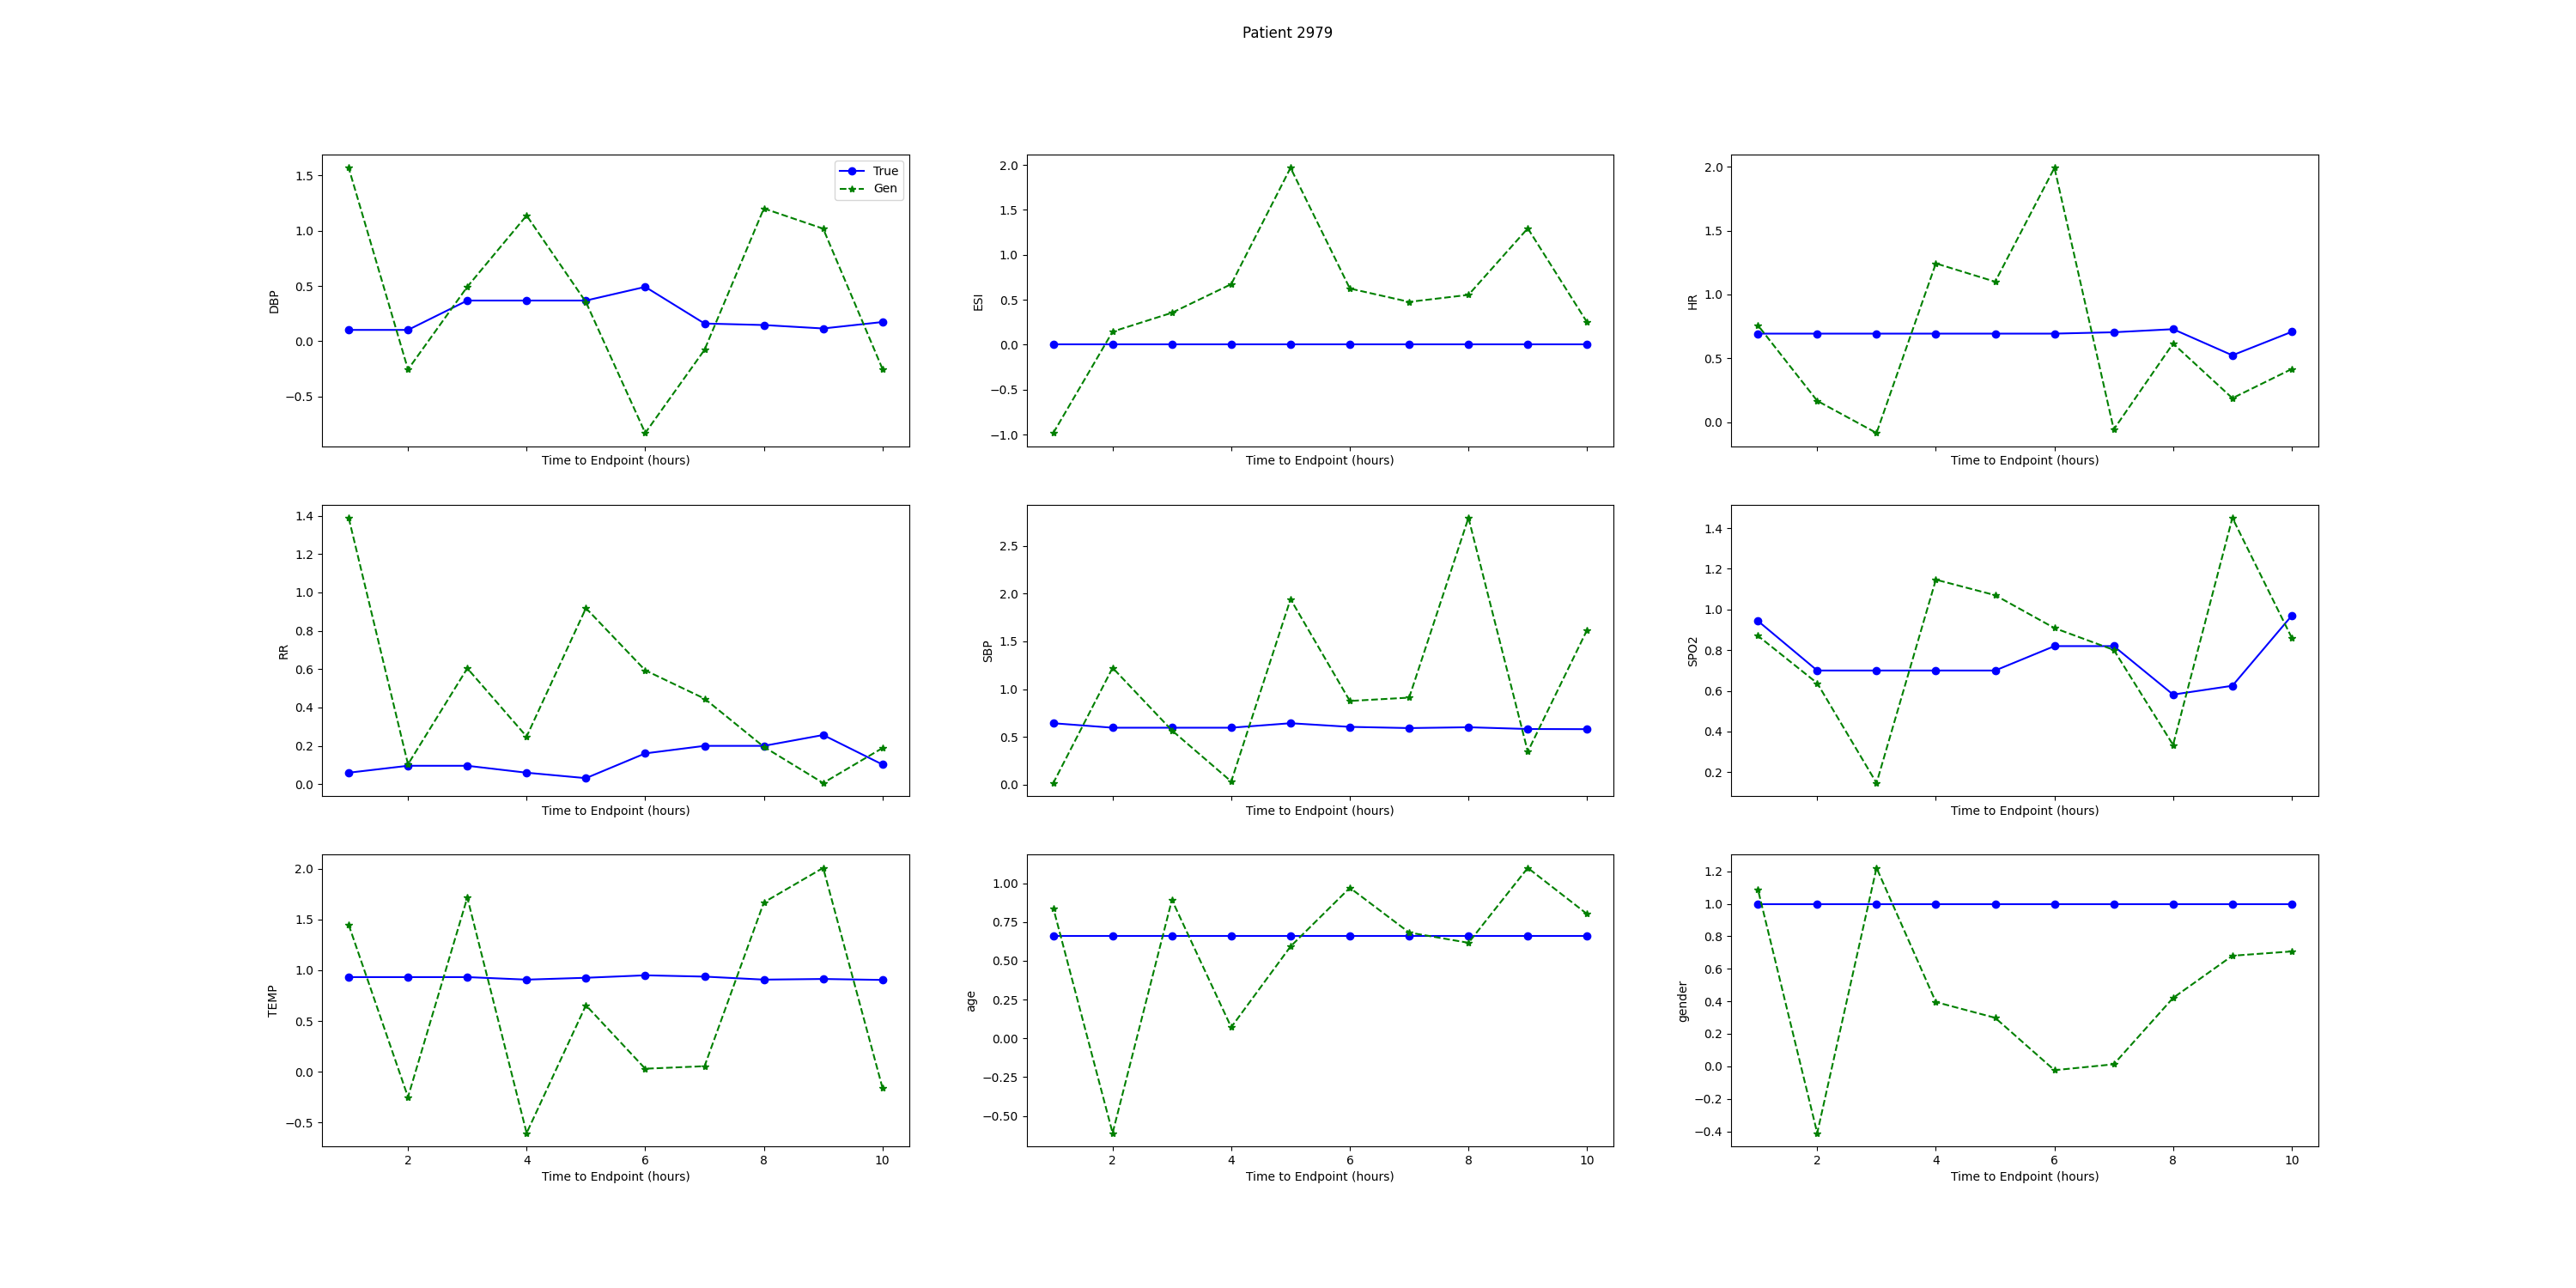 Patient 2979
DBP
1.5
1.0
0.5
0.0
−0.5
True
Gen
Time to Endpoint (hours)
ESI
2.0
1.5
1.0
0.5
0.0
−0.5
−1.0
Time to Endpoint (hours)
HR
2.0
1.5
1.0
0.5
0.0
Time to Endpoint (hours)
RR
1.4
1.2
1.0
0.8
0.6
0.4
0.2
0.0
Time to Endpoint (hours)
SBP
2.5
2.0
1.5
1.0
0.5
0.0
Time to Endpoint (hours)
SPO2
1.4
1.2
1.0
0.8
0.6
0.4
0.2
Time to Endpoint (hours)
TEMP
2.0
1.5
1.0
0.5
0.0
−0.5
2 4 6 8 10
Time to Endpoint (hours)
age
1.00
0.75
0.50
0.25
0.00
−0.25
−0.50
2 4 6 8 10
Time to Endpoint (hours)
gender
1.2
1.0
0.8
0.6
0.4
0.2
0.0
−0.2
−0.4
2 4 6 8 10
Time to Endpoint (hours)